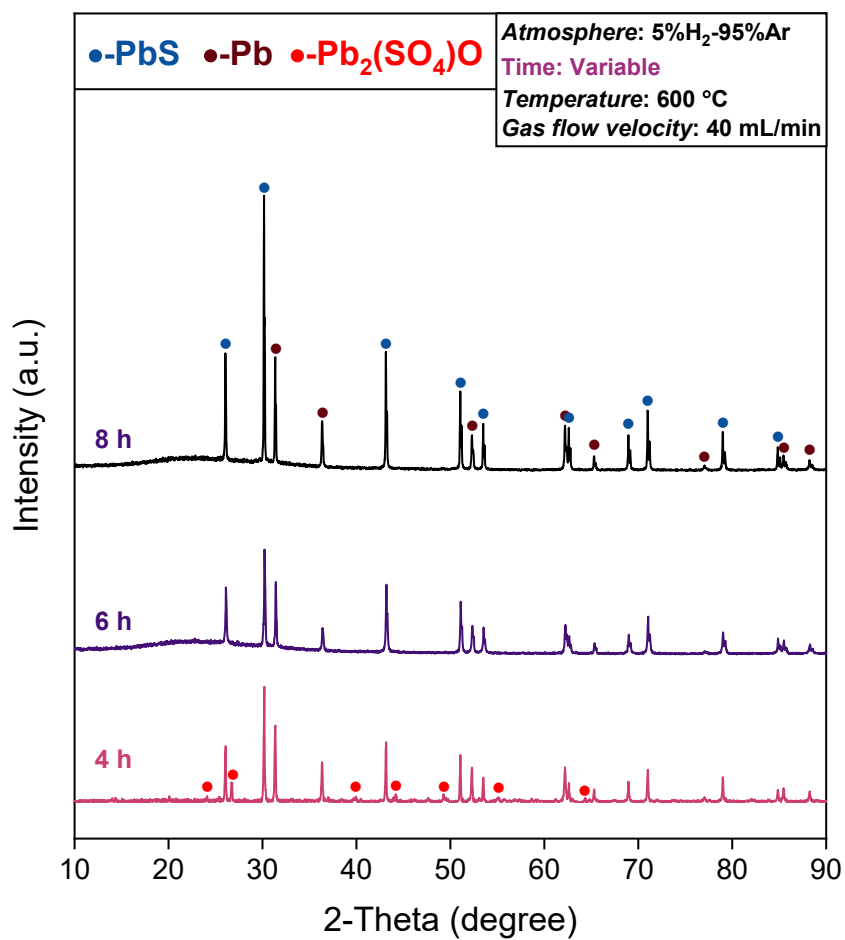 ●-PbS ●-Pb ●-Pb₂(SO₄)O
Atmosphere: 5%H₂-95%Ar
Time: Variable
Temperature: 600 °C
Gas flow velocity: 40 mL/min
Intensity (a.u.)
8 h
6 h
4 h
10 20 30 40 50 60 70 80 90
2-Theta (degree)